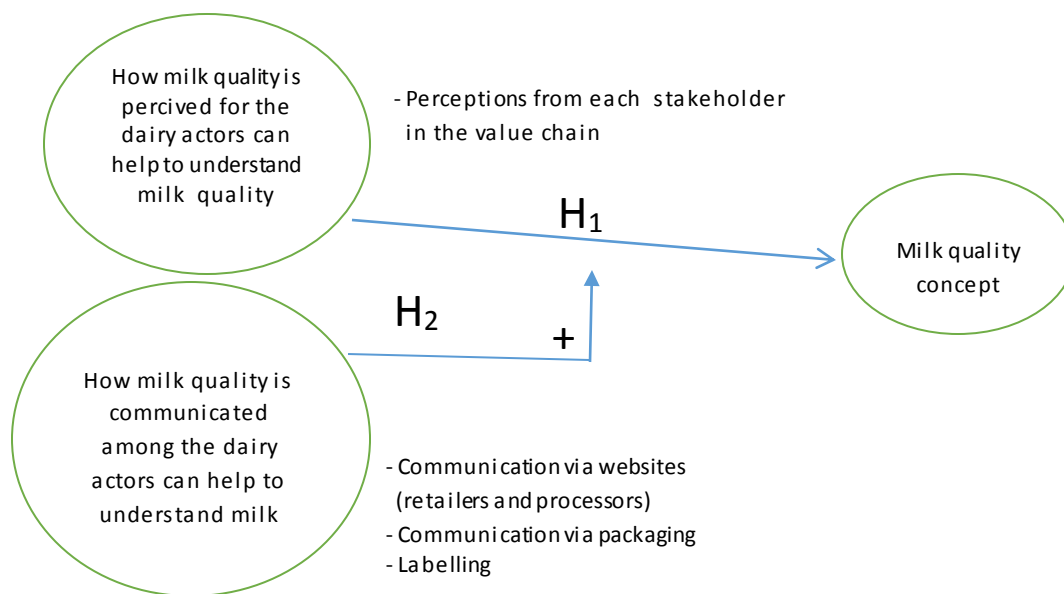 How milk quality is
percived for the
dairy actors can
help to understand
milk quality
- Perceptions from each stakeholder
in the value chain
H₁
Milk quality
concept
H₂
+
How milk quality is
communicated
among the dairy
actors can help to
understand milk
- Communication via websites
(retailers and processors)
- Communication via packaging
- Labelling